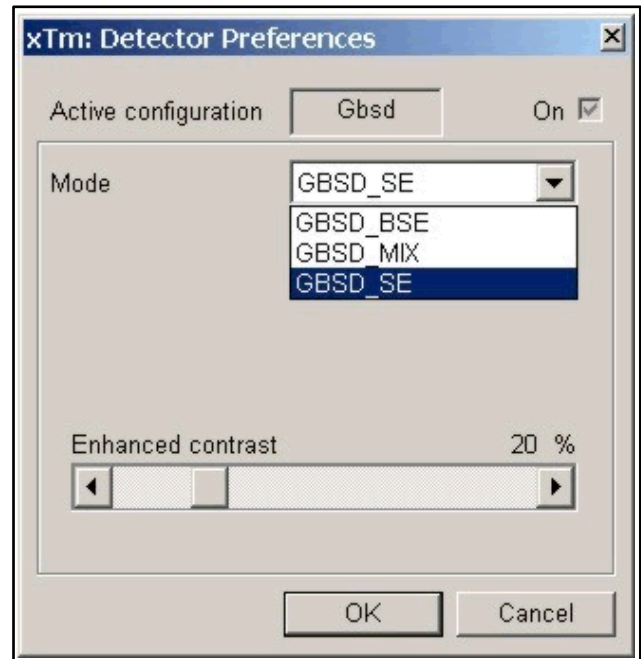 xTm: Detector Preferences
Active configuration Gbsd On
Mode GBSD_SE
GBSD_BSE
GBSD_MIX
GBSD_SE
Enhanced contrast 20 %
OK Cancel